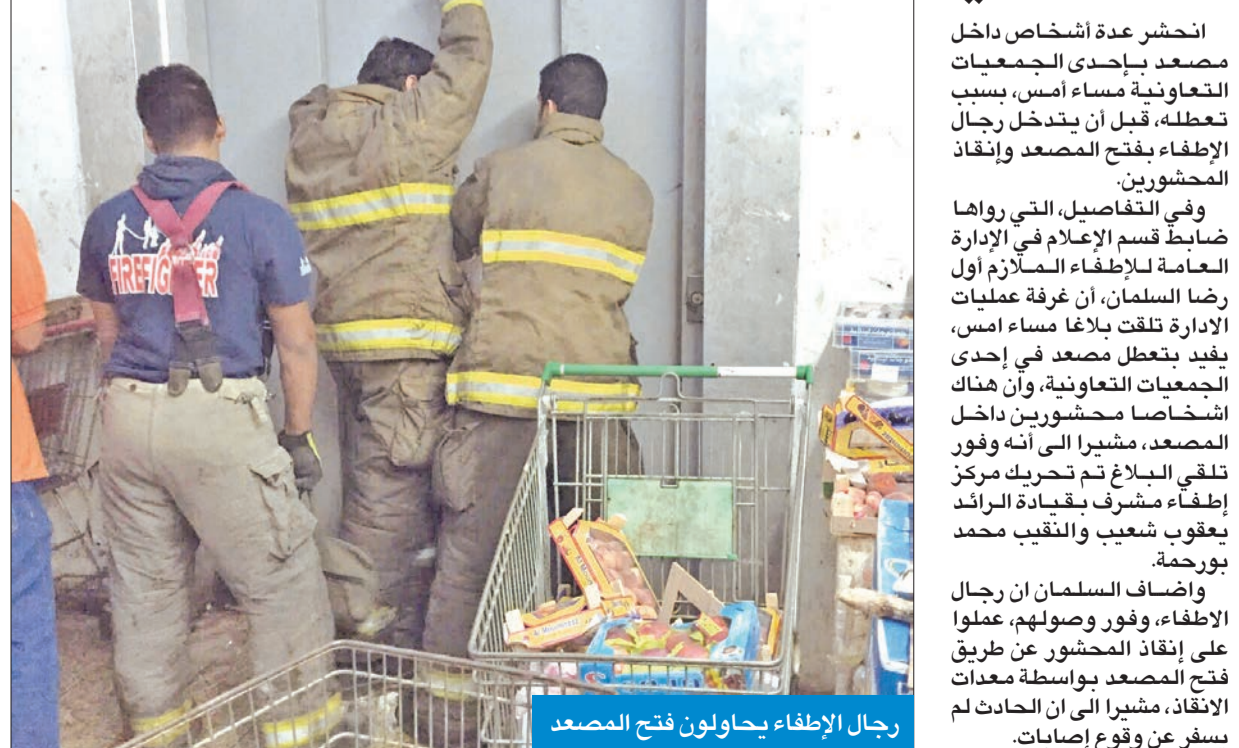 انحشر عدة أشخاص داخل
مصعد بإحدى الجمعيات
التعاونية مساء أمس، بسبب
تعطله، قبل أن يتدخل رجال
الإطفاء بفتح المصعد وإنقاذ
المحشورين.
وفي التفاصيل، التي رواها
ضابط قسم الإعلام في الإدارة
العامة للإطفاء الملازم أول
رضا السلمان، أن غرفة عمليات
الادارة تلقت بلاغا مساء امس،
يفيد بتعطل مصعد في إحدى
الجمعيات التعاونية، وان هناك
اشخاصا محشورين داخل
المصعد، مشيرا الى أنه وفور
تلقي البلاغ تم تحريك مركز
إطفاء مشرف بقيادة الرائد
يعقوب شعيب والنقيب محمد
بورحمة.
واضاف السلمان ان رجال
الاطفاء، وفور وصولهم، عملوا
على إنقاذ المحشور عن طريق
فتح المصعد بواسطة معدات
الانقاذ، مشيرا الى ان الحادث لم
يسفر عن وقوع إصابات.
FIREFIGHTER
رجال الإطفاء يحاولون فتح المصعد